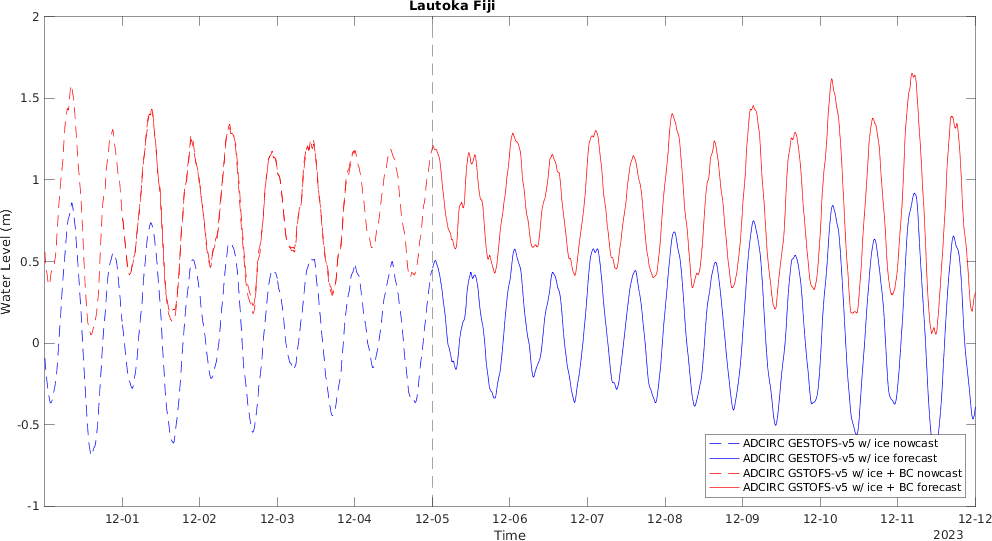 Lautoka Fiji
2
1.5
1
0.5
0
-0.5
-1
Water Level (m)
12-01 12-02 12-03 12-04 12-05 12-06 12-07 12-08 12-09 12-10 12-11 12-12
Time
2023
ADCIRC GESTOFS-v5 w/ ice nowcast
ADCIRC GESTOFS-v5 w/ ice forecast
ADCIRC GSTOFS-v5 w/ ice + BC nowcast
ADCIRC GSTOFS-v5 w/ ice + BC forecast